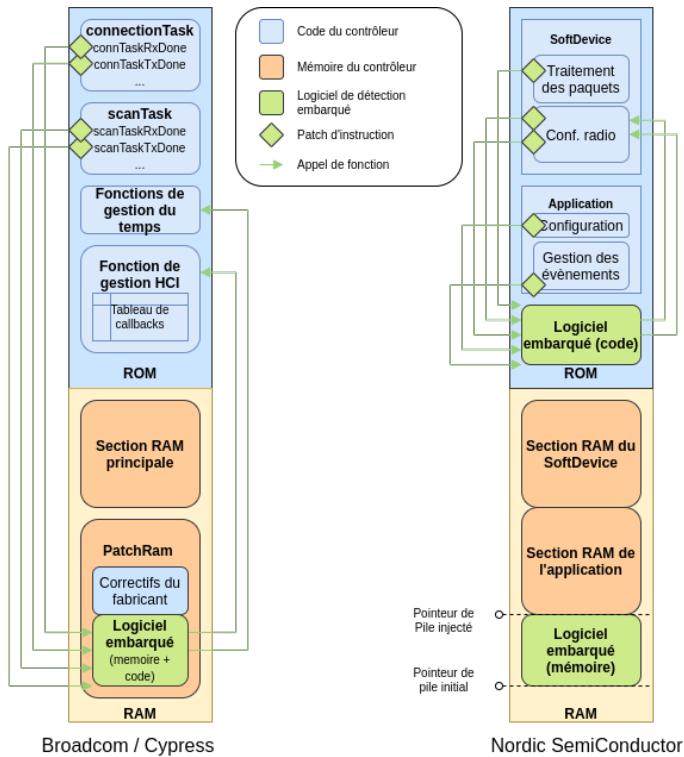 connectionTask
connTaskRxDone
connTaskTxDone
...
scanTask
scanTaskRxDone
scanTaskTxDone
...
Fonctions de
gestion du
temps
Fonction de
gestion HCI
Tableau de
callbacks
ROM
Section RAM
principale
PatchRam
Correctifs du
fabricant
Logiciel
embarqué
(memoire +
code)
RAM
Broadcom / Cypress
Code du contrôleur
Mémoire du contrôleur
Logiciel de détection
embarqué
Patch d'instruction
Appel de fonction
SoftDevice
Traitement
des paquets
Conf. radio
Application
Configuration
Gestion des
évènements
Logiciel
embarqué (code)
ROM
Section RAM du
SoftDevice
Section RAM de
l'application
Pointeur de
Pile injecté
Logiciel
embarqué
(mémoire)
Pointeur de
pile initial
RAM
Nordic SemiConductor